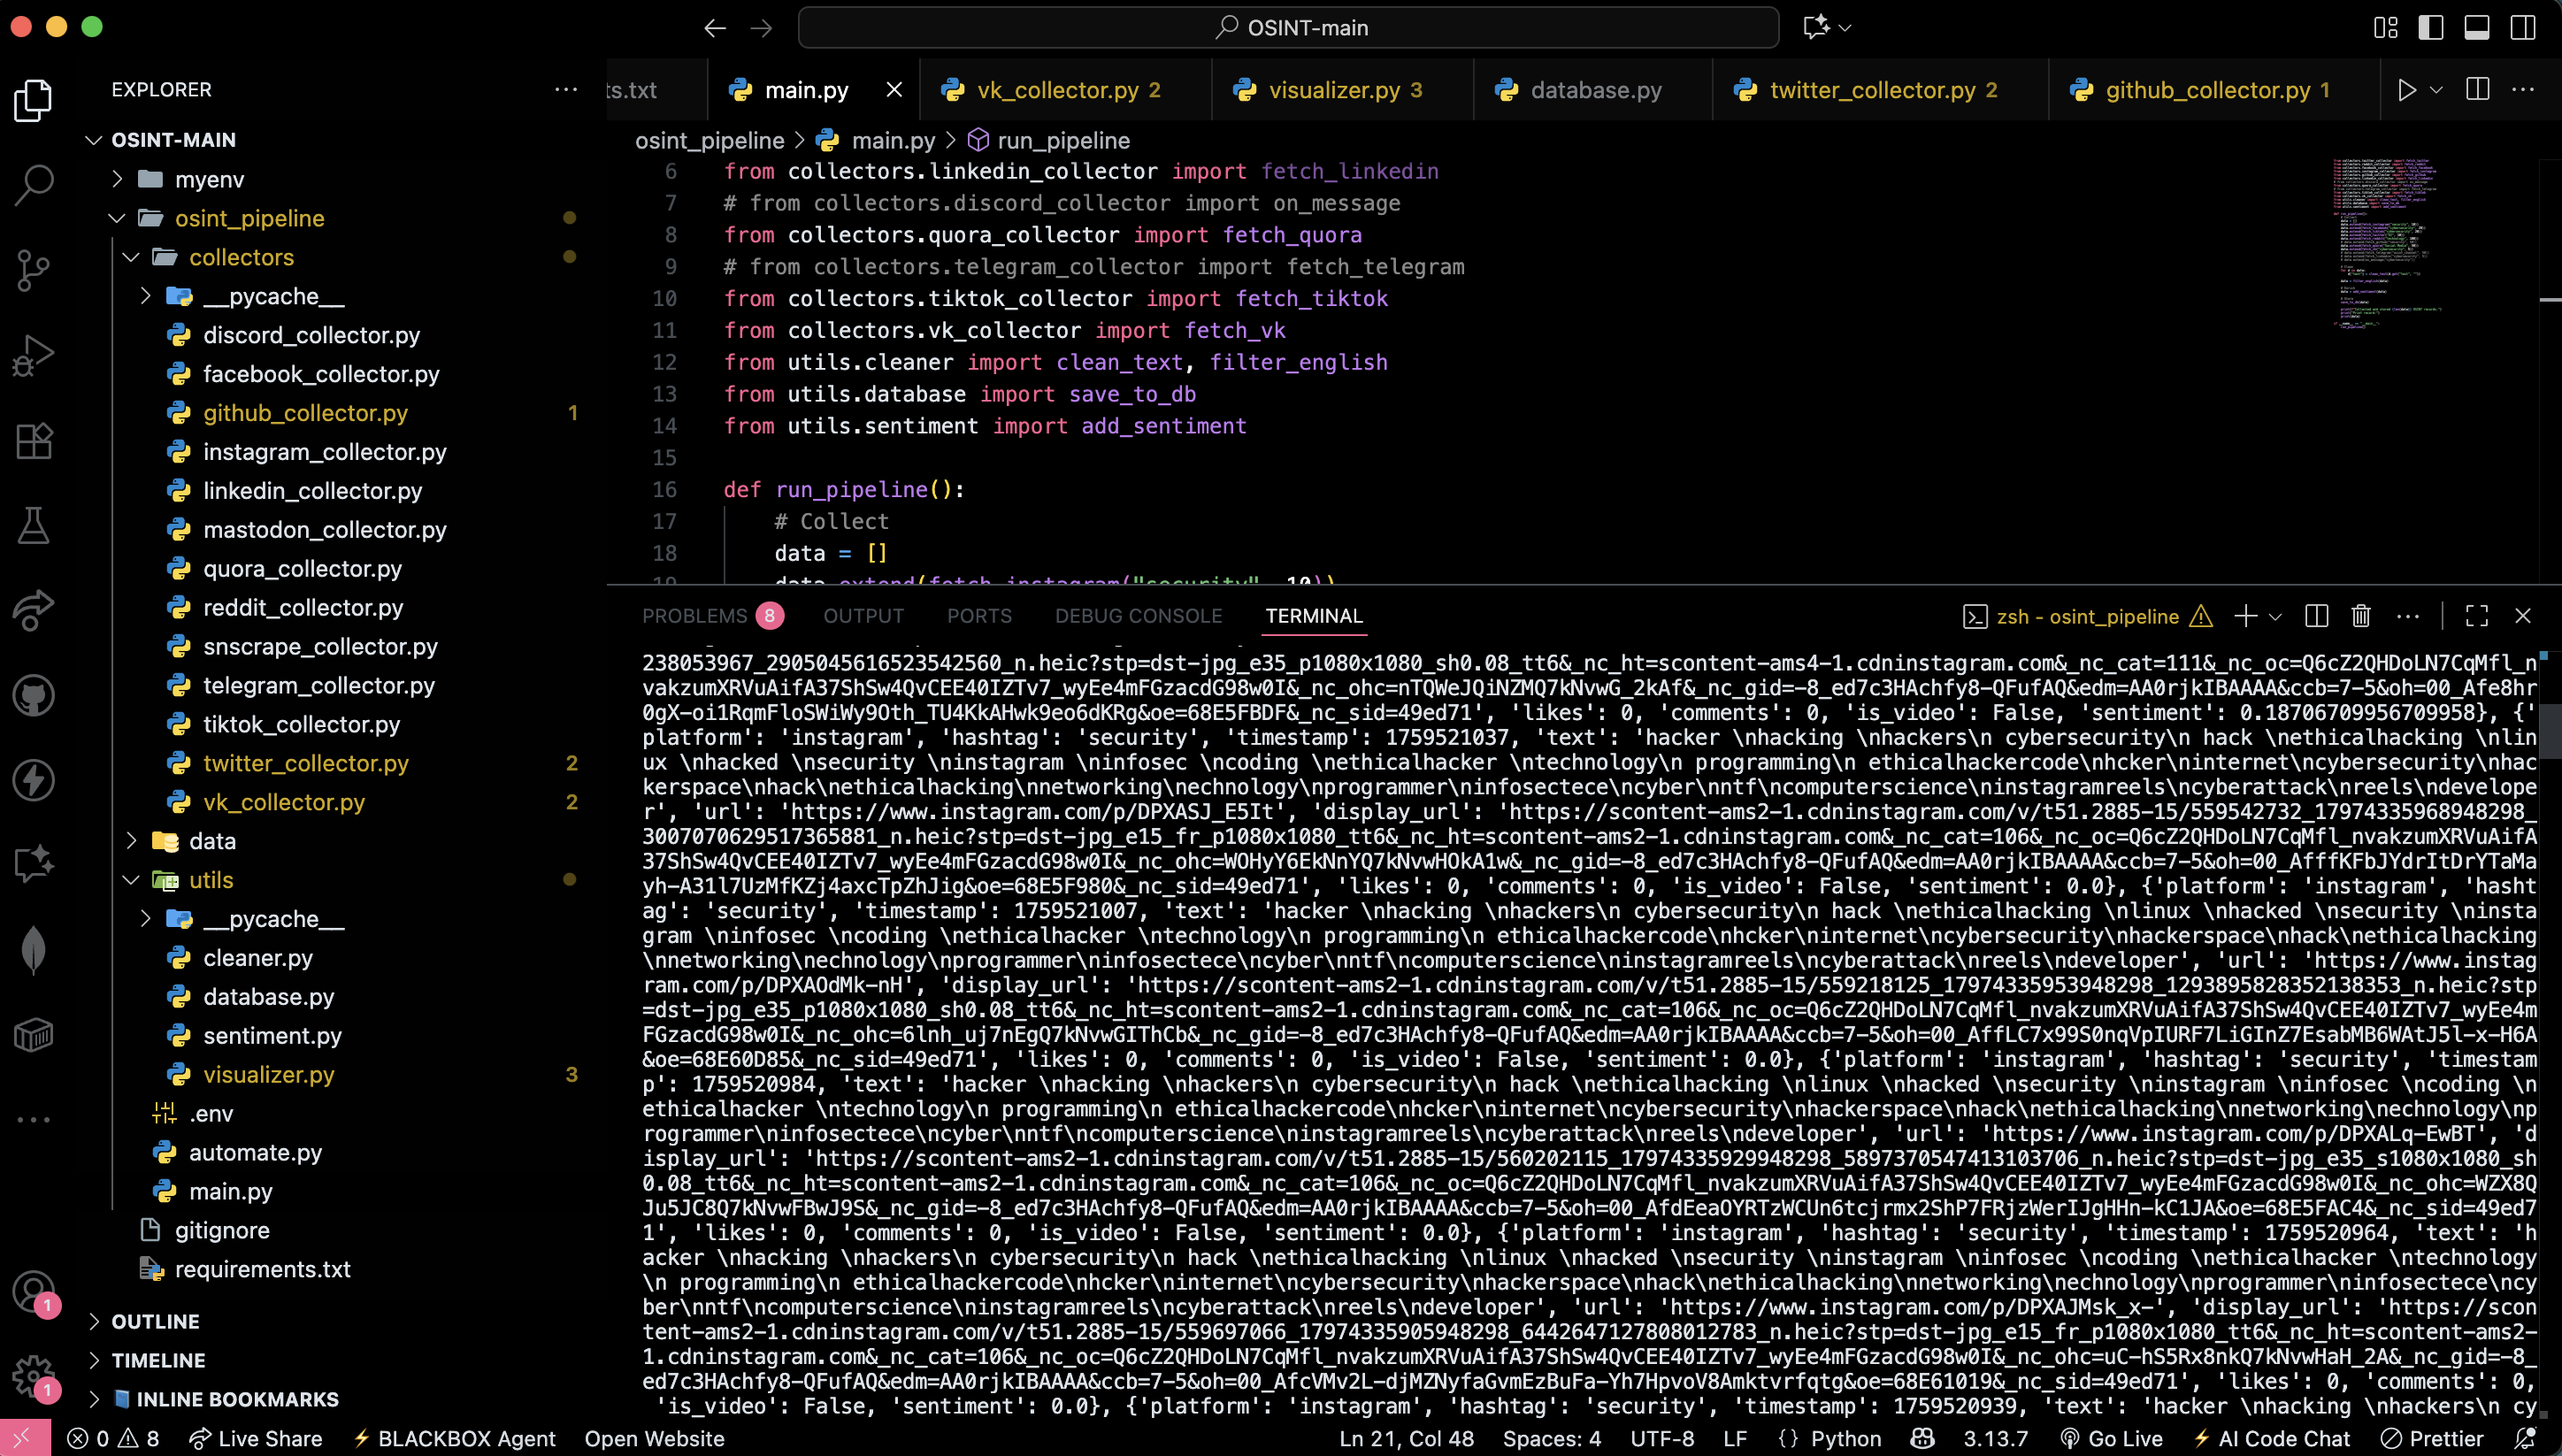 OSINT-main
EXPLORER
OSINT-MAIN
myenv
osint_pipeline
collectors
__pycache__
discord_collector.py
facebook_collector.py
github_collector.py 1
instagram_collector.py
linkedin_collector.py
mastodon_collector.py
quora_collector.py
reddit_collector.py
snscrape_collector.py
telegram_collector.py
tiktok_collector.py
twitter_collector.py 2
vk_collector.py 2
data
utils
__pycache__
cleaner.py
database.py
sentiment.py
visualizer.py 3
.env
automate.py
main.py
gitignore
requirements.txt
OUTLINE
TIMELINE
INLINE BOOKMARKS
1
1
ts.txt main.py vk_collector.py 2 visualizer.py 3 database.py twitter_collector.py 2 github_collector.py 1
osint_pipeline > main.py > run_pipeline
6 from collectors.linkedin_collector import fetch_linkedin
7 # from collectors.discord_collector import on_message
8 from collectors.quora_collector import fetch_quora
9 # from collectors.telegram_collector import fetch_telegram
10 from collectors.tiktok_collector import fetch_tiktok
11 from collectors.vk_collector import fetch_vk
12 from utils.cleaner import clean_text, filter_english
13 from utils.database import save_to_db
14 from utils.sentiment import add_sentiment
15
16 def run_pipeline():
17 # Collect
18 data = []
19 data.extend(fetch_instagram("security", 10))
PROBLEMS 8 OUTPUT PORTS DEBUG CONSOLE TERMINAL zsh - osint_pipeline
238053967_2905045616523542560_n.heic?stp=dst-jpg_e35_p1080x1080_sh0.08_tt6&_nc_ht=scontent-ams4-1.cdninstagram.com&_nc_cat=111&_nc_oc=Q6cZ2QHDoLN7CqMfl_n
vakzumXRVuAifA37ShSw4QvCEE40IZTv7_wyEe4mFGzacdG98w0I&_nc_ohc=nTQWeJQiNZMQ7kNvwG_2kAf&_nc_gid=-8_ed7c3HAchfy8-QFufAQ&edm=AA0rjkIBAAAA&ccb=7-5&oh=00_Afe8hr
0gX-oi1RqmFloSWiWy9Oth_TU4KkAHwk9eo6dKRg&oe=68E5FBDF&_nc_sid=49ed71', 'likes': 0, 'comments': 0, 'is_video': False, 'sentiment': 0.18706709956709958}, {'
platform': 'instagram', 'hashtag': 'security', 'timestamp': 1759521037, 'text': 'hacker \nhacking \nhackers\n cybersecurity\n hack \nethicalhacking \nlin
ux \nhacked \nsecurity \ninstagram \ninfosec \ncoding \nethicalhacker \ntechnology\n programming\n ethicalhackercode\nhcker\ninternet\ncybersecurity\nhac
kerspace\nhack\nethicalhacking\nnetworking\nechnology\nprogrammer\ninfosectece\ncyber\nntf\ncomputerscience\ninstagramreels\ncyberattack\nreels\ndevelope
r', 'url': 'https://www.instagram.com/p/DPXASJ_E5It', 'display_url': 'https://scontent-ams2-1.cdninstagram.com/v/t51.2885-15/559542732_17974335968948298_
3007070629517365881_n.heic?stp=dst-jpg_e15_fr_p1080x1080_tt6&_nc_ht=scontent-ams2-1.cdninstagram.com&_nc_cat=106&_nc_oc=Q6cZ2QHDoLN7CqMfl_nvakzumXRVuAifA
37ShSw4QvCEE40IZTv7_wyEe4mFGzacdG98w0I&_nc_ohc=WOHyY6EkNnYQ7kNvwHOkA1w&_nc_gid=-8_ed7c3HAchfy8-QFufAQ&edm=AA0rjkIBAAAA&ccb=7-5&oh=00_AfffKFbJYdrItDrYTaMa
yh-A31l7UzMfKZj4axcTpZhJig&oe=68E5F980&_nc_sid=49ed71', 'likes': 0, 'comments': 0, 'is_video': False, 'sentiment': 0.0}, {'platform': 'instagram', 'hasht
ag': 'security', 'timestamp': 1759521007, 'text': 'hacker \nhacking \nhackers\n cybersecurity\n hack \nethicalhacking \nlinux \nhacked \nsecurity \ninsta
gram \ninfosec \ncoding \nethicalhacker \ntechnology\n programming\n ethicalhackercode\nhcker\ninternet\ncybersecurity\nhackerspace\nhack\nethicalhacking
\nnetworking\nechnology\nprogrammer\ninfosectece\ncyber\nntf\ncomputerscience\ninstagramreels\ncyberattack\nreels\ndeveloper', 'url': 'https://www.instag
ram.com/p/DPXAOdMk-nH', 'display_url': 'https://scontent-ams2-1.cdninstagram.com/v/t51.2885-15/559218125_17974335953948298_1293895828352138353_n.heic?stp
=dst-jpg_e35_p1080x1080_sh0.08_tt6&_nc_ht=scontent-ams2-1.cdninstagram.com&_nc_cat=106&_nc_oc=Q6cZ2QHDoLN7CqMfl_nvakzumXRVuAifA37ShSw4QvCEE40IZTv7_wyEe4m
FGzacdG98w0I&_nc_ohc=6lnh_uj7nEgQ7kNvwGIThCb&_nc_gid=-8_ed7c3HAchfy8-QFufAQ&edm=AA0rjkIBAAAA&ccb=7-5&oh=00_AffLC7x99S0nqVpIURF7LiGInZ7EsabMB6WAtJ5l-x-H6A
&oe=68E60D85&_nc_sid=49ed71', 'likes': 0, 'comments': 0, 'is_video': False, 'sentiment': 0.0}, {'platform': 'instagram', 'hashtag': 'security', 'timestam
p': 1759520984, 'text': 'hacker \nhacking \nhackers\n cybersecurity\n hack \nethicalhacking \nlinux \nhacked \nsecurity \ninstagram \ninfosec \ncoding \n
ethicalhacker \ntechnology\n programming\n ethicalhackercode\nhcker\ninternet\ncybersecurity\nhackerspace\nhack\nethicalhacking\nnetworking\nechnology\np
rogrammer\ninfosectece\ncyber\nntf\ncomputerscience\ninstagramreels\ncyberattack\nreels\ndeveloper', 'url': 'https://www.instagram.com/p/DPXALq-EwBT', 'd
isplay_url': 'https://scontent-ams2-1.cdninstagram.com/v/t51.2885-15/560202115_17974335929948298_5897370547413103706_n.heic?stp=dst-jpg_e35_s1080x1080_sh
0.08_tt6&_nc_ht=scontent-ams2-1.cdninstagram.com&_nc_cat=106&_nc_oc=Q6cZ2QHDoLN7CqMfl_nvakzumXRVuAifA37ShSw4QvCEE40IZTv7_wyEe4mFGzacdG98w0I&_nc_ohc=WZX8Q
Ju5JC8Q7kNvwFBwJ9S&_nc_gid=-8_ed7c3HAchfy8-QFufAQ&edm=AA0rjkIBAAAA&ccb=7-5&oh=00_AfdEeaOYRTzWCUn6tcjrmx2ShP7FRjzWerIJgHHn-kC1JA&oe=68E5FAC4&_nc_sid=49ed7
1', 'likes': 0, 'comments': 0, 'is_video': False, 'sentiment': 0.0}, {'platform': 'instagram', 'hashtag': 'security', 'timestamp': 1759520964, 'text': 'h
acker \nhacking \nhackers\n cybersecurity\n hack \nethicalhacking \nlinux \nhacked \nsecurity \ninstagram \ninfosec \ncoding \nethicalhacker \ntechnology
\n programming\n ethicalhackercode\nhcker\ninternet\ncybersecurity\nhackerspace\nhack\nethicalhacking\nnetworking\nechnology\nprogrammer\ninfosectece\ncy
ber\nntf\ncomputerscience\ninstagramreels\ncyberattack\nreels\ndeveloper', 'url': 'https://www.instagram.com/p/DPXAJMsk_x-', 'display_url': 'https://scon
tent-ams2-1.cdninstagram.com/v/t51.2885-15/559697066_17974335905948298_6442647127808012783_n.heic?stp=dst-jpg_e15_fr_p1080x1080_tt6&_nc_ht=scontent-ams2-
1.cdninstagram.com&_nc_cat=106&_nc_oc=Q6cZ2QHDoLN7CqMfl_nvakzumXRVuAifA37ShSw4QvCEE40IZTv7_wyEe4mFGzacdG98w0I&_nc_ohc=uC-hS5Rx8nkQ7kNvwHaH_2A&_nc_gid=-8_
ed7c3HAchfy8-QFufAQ&edm=AA0rjkIBAAAA&ccb=7-5&oh=00_AfcVMv2L-djMZNyfaGvmEzBuFa-Yh7HpvoV8Amktvrfqtg&oe=68E61019&_nc_sid=49ed71', 'likes': 0, 'comments': 0,
'is_video': False, 'sentiment': 0.0}, {'platform': 'instagram', 'hashtag': 'security', 'timestamp': 1759520939, 'text': 'hacker \nhacking \nhackers\n cy
0 8 Live Share BLACKBOX Agent Open Website Ln 21, Col 48 Spaces: 4 UTF-8 LF {} Python 3.13.7 Go Live AI Code Chat Prettier